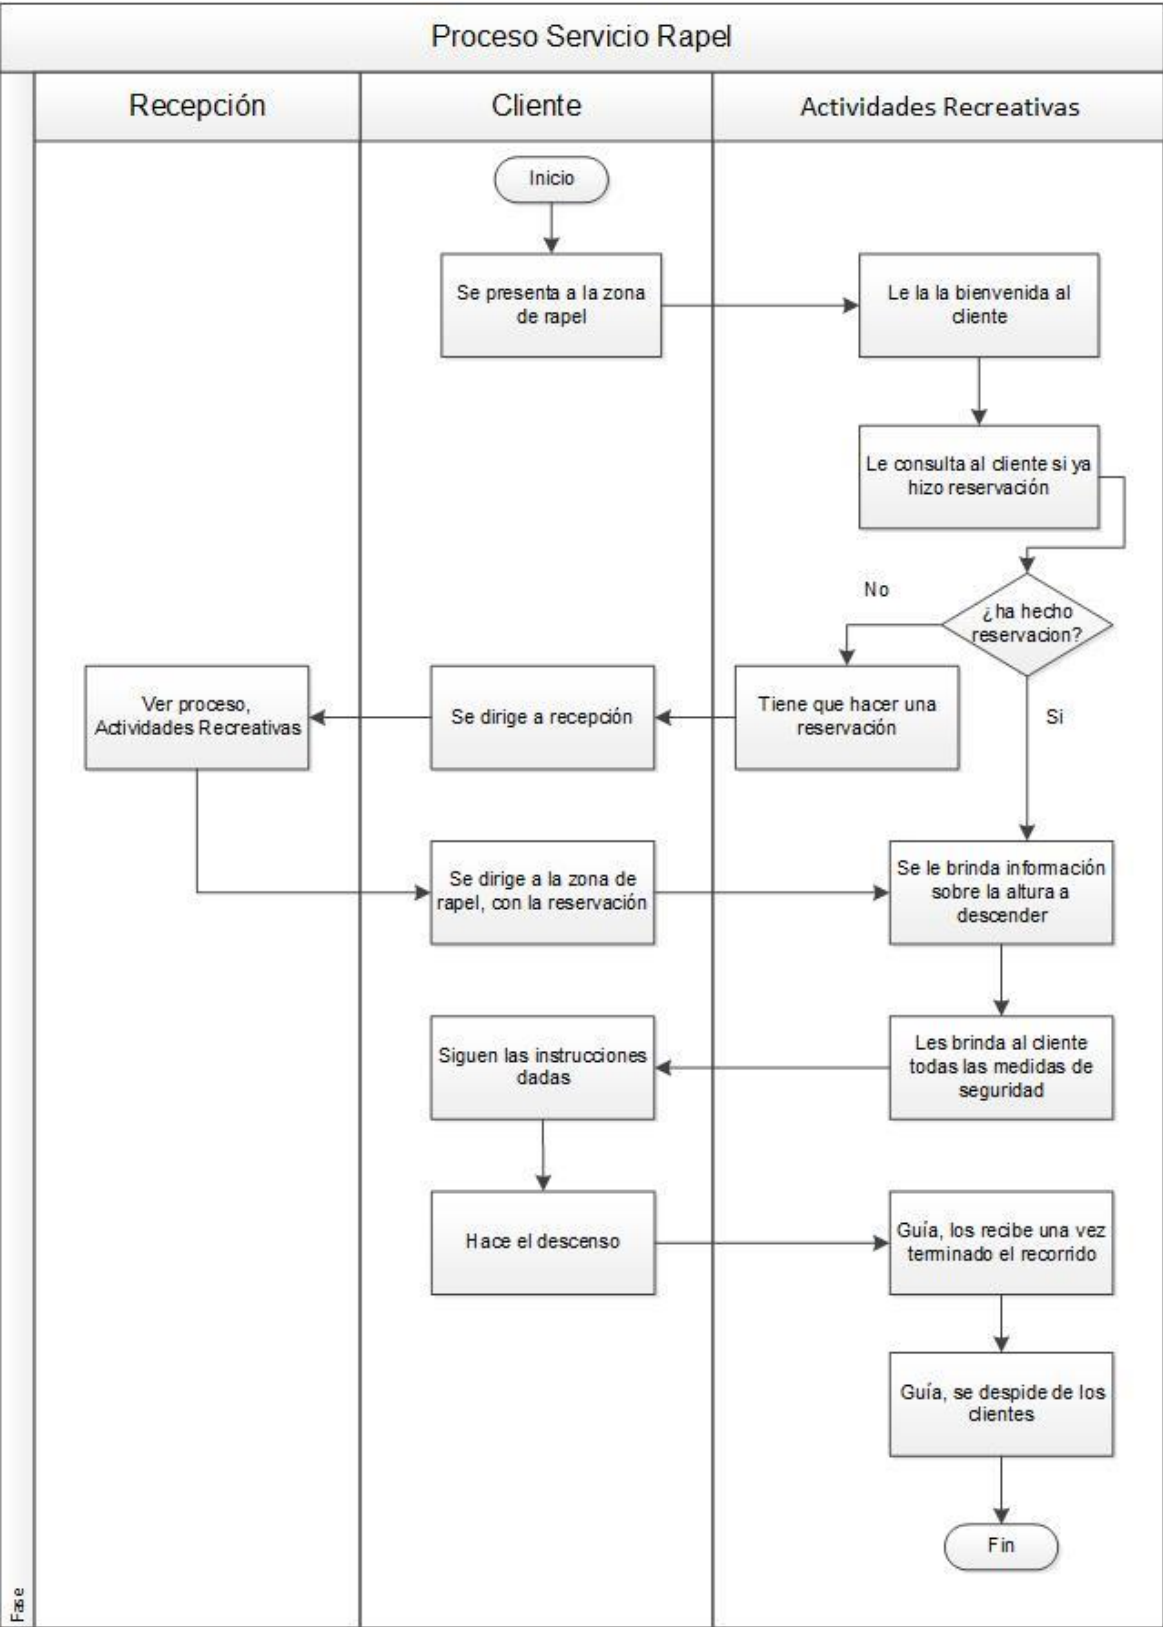 Proceso Servicio Rapel
Recepción
Cliente
Actividades Recreativas
Inicio
Se presenta a la zona
de rapel
Le la la bienvenida al
cliente
Le consulta al cliente si ya
hizo reservación
¿ha hecho
reservacion?
No
Si
Tiene que hacer una
reservación
Se dirige a recepción
Ver proceso,
Actividades Recreativas
Se dirige a la zona de
rapel, con la reservación
Se le brinda información
sobre la altura a
descender
Les brinda al cliente
todas las medidas de
seguridad
Siguen las instrucciones
dadas
Hace el descenso
Guía, los recibe una vez
terminado el recorrido
Guía, se despide de los
clientes
Fin
Fase